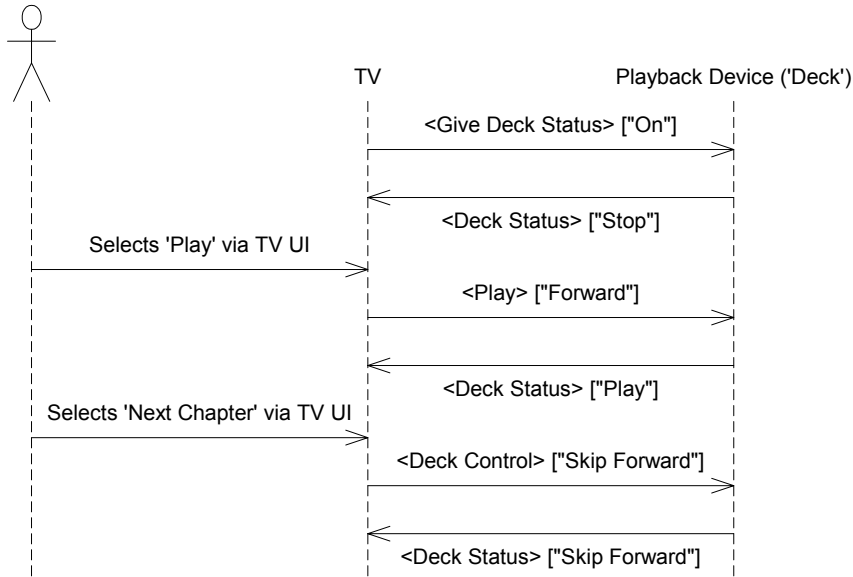 TV
Playback Device ('Deck')
<Give Deck Status> ["On"]
<Deck Status> ["Stop"]
Selects 'Play' via TV UI
<Play> ["Forward"]
<Deck Status> ["Play"]
Selects 'Next Chapter' via TV UI
<Deck Control> ["Skip Forward"]
<Deck Status> ["Skip Forward"]